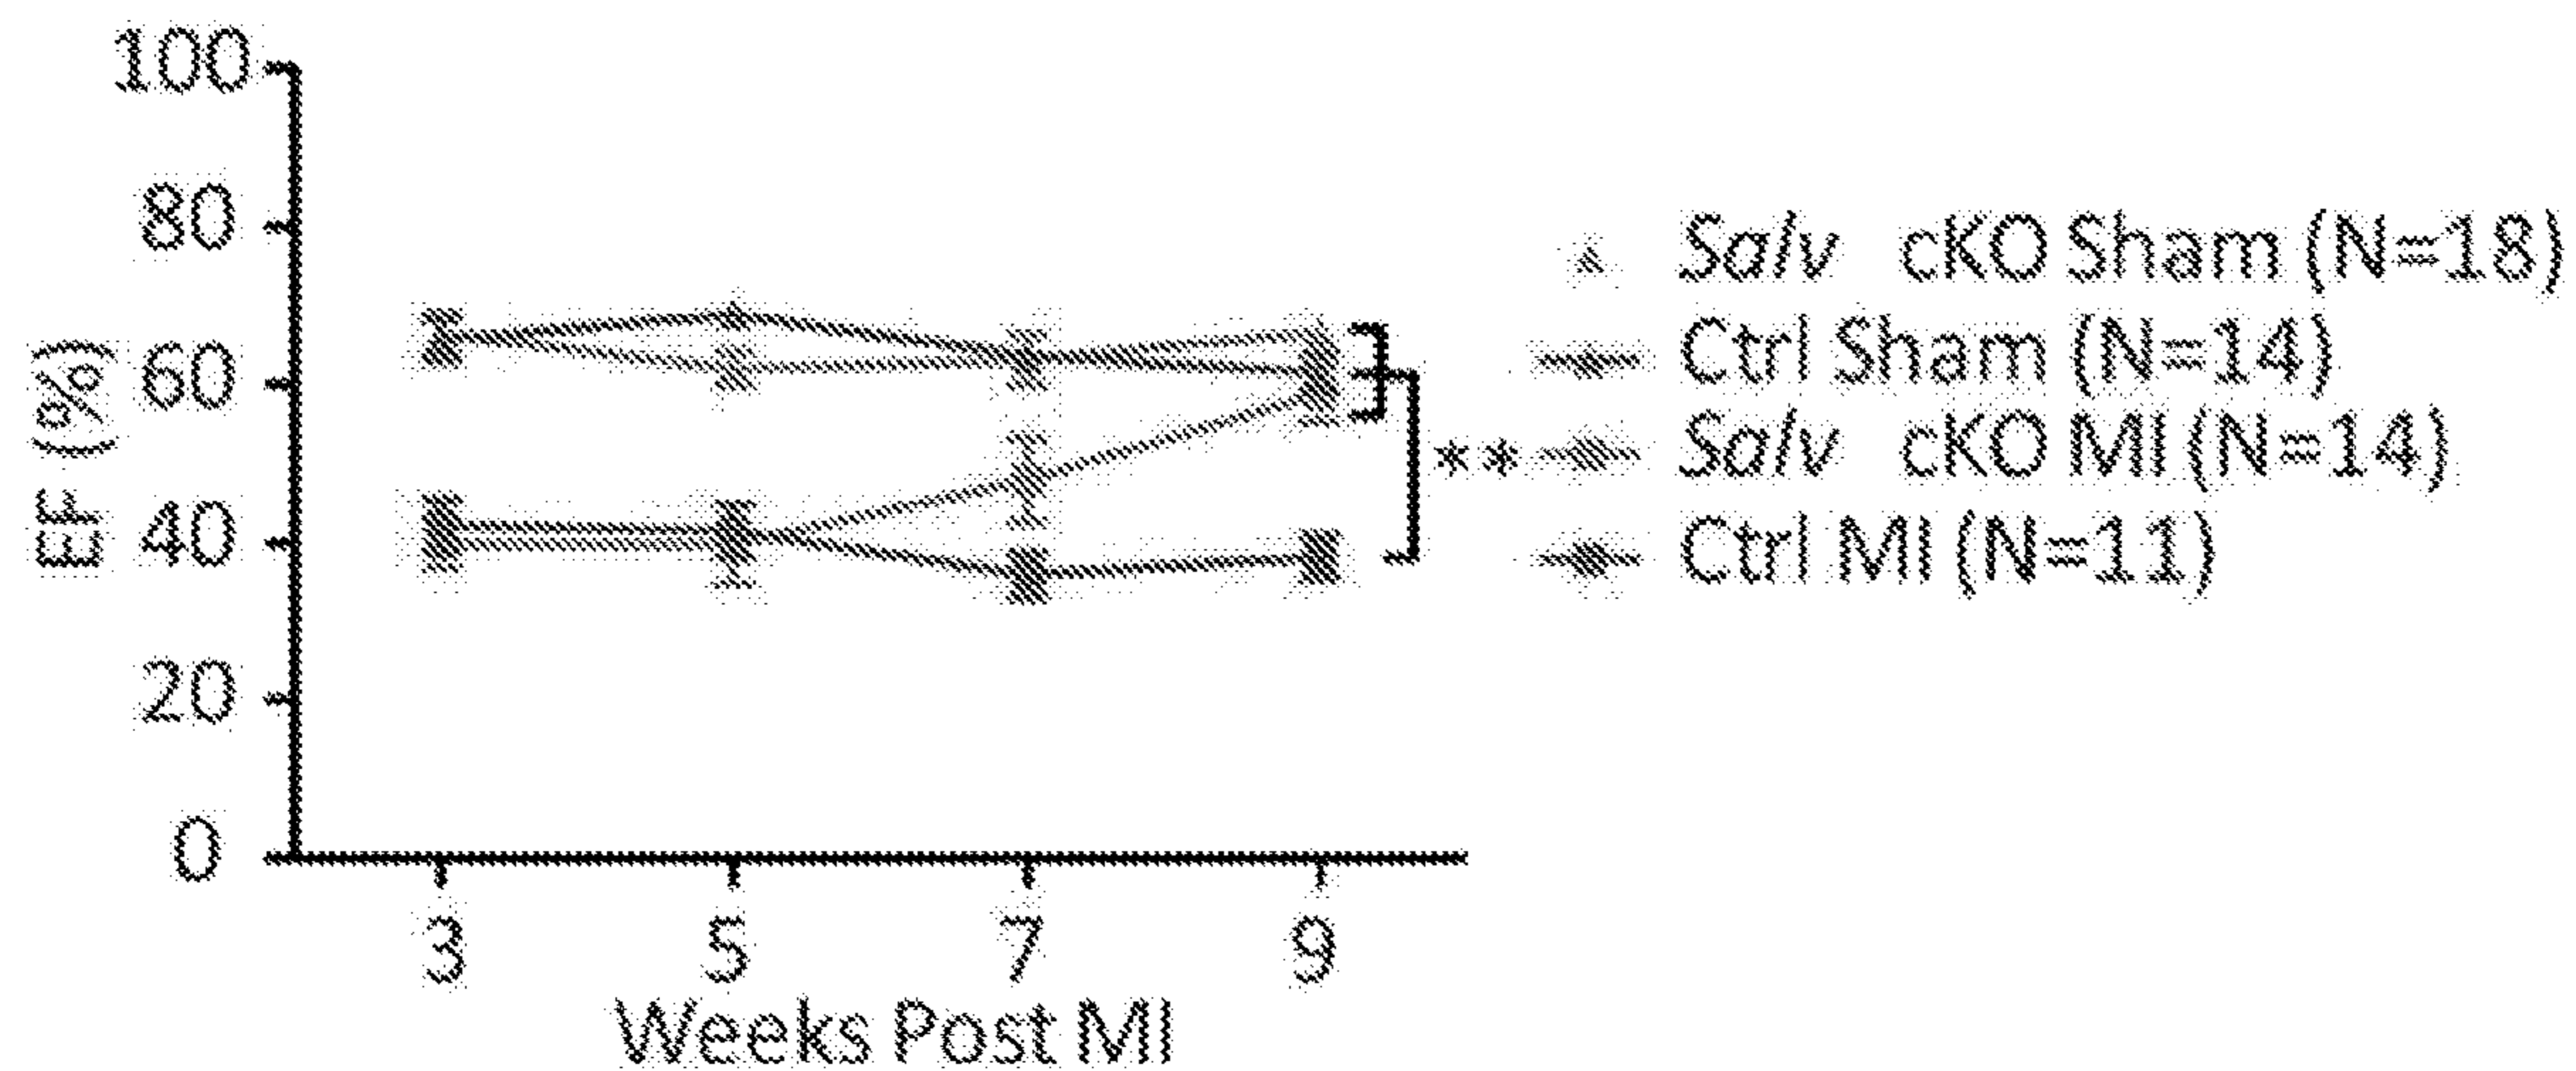 100
80
60
40
20
0
EF (%)
3 5 7 9
Weeks Post MI
**
Salv cKO Sham (N=18)
Ctrl Sham (N=14)
Salv cKO MI (N=14)
Ctrl MI (N=11)